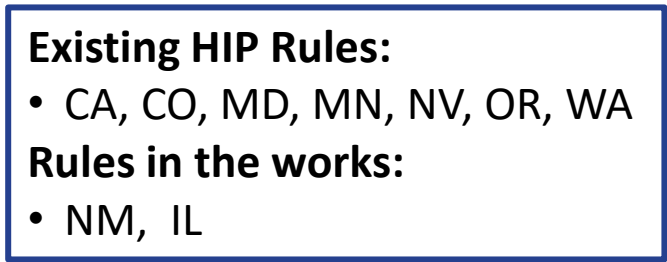 Existing HIP Rules:
• CA, CO, MD, MN, NV, OR, WA
Rules in the works:
• NM, IL